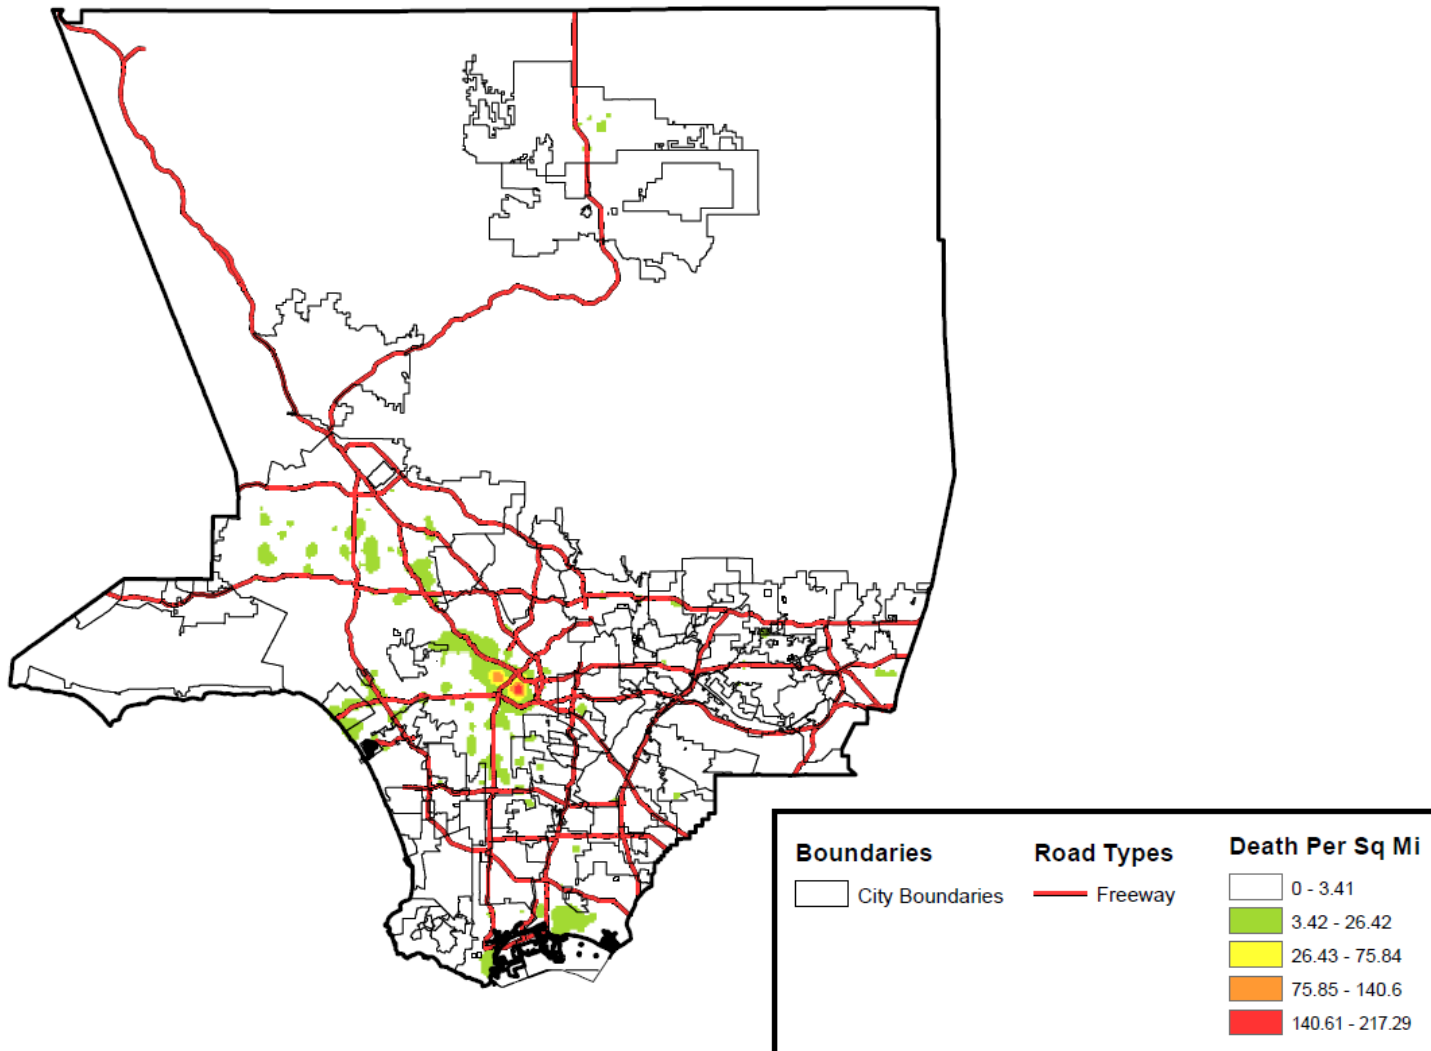 Boundaries
City Boundaries
Road Types
Freeway
Death Per Sq Mi
0 - 3.41
3.42 - 26.42
26.43 - 75.84
75.85 - 140.6
140.61 - 217.29